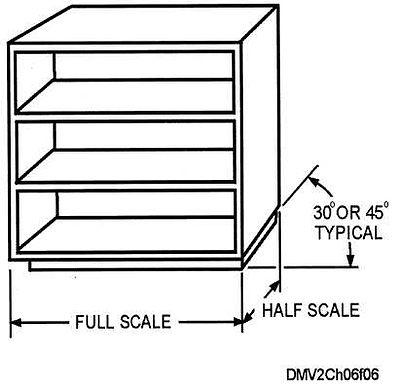 30° OR 45°
TYPICAL
HALF SCALE
FULL SCALE
DMV2Ch06f06